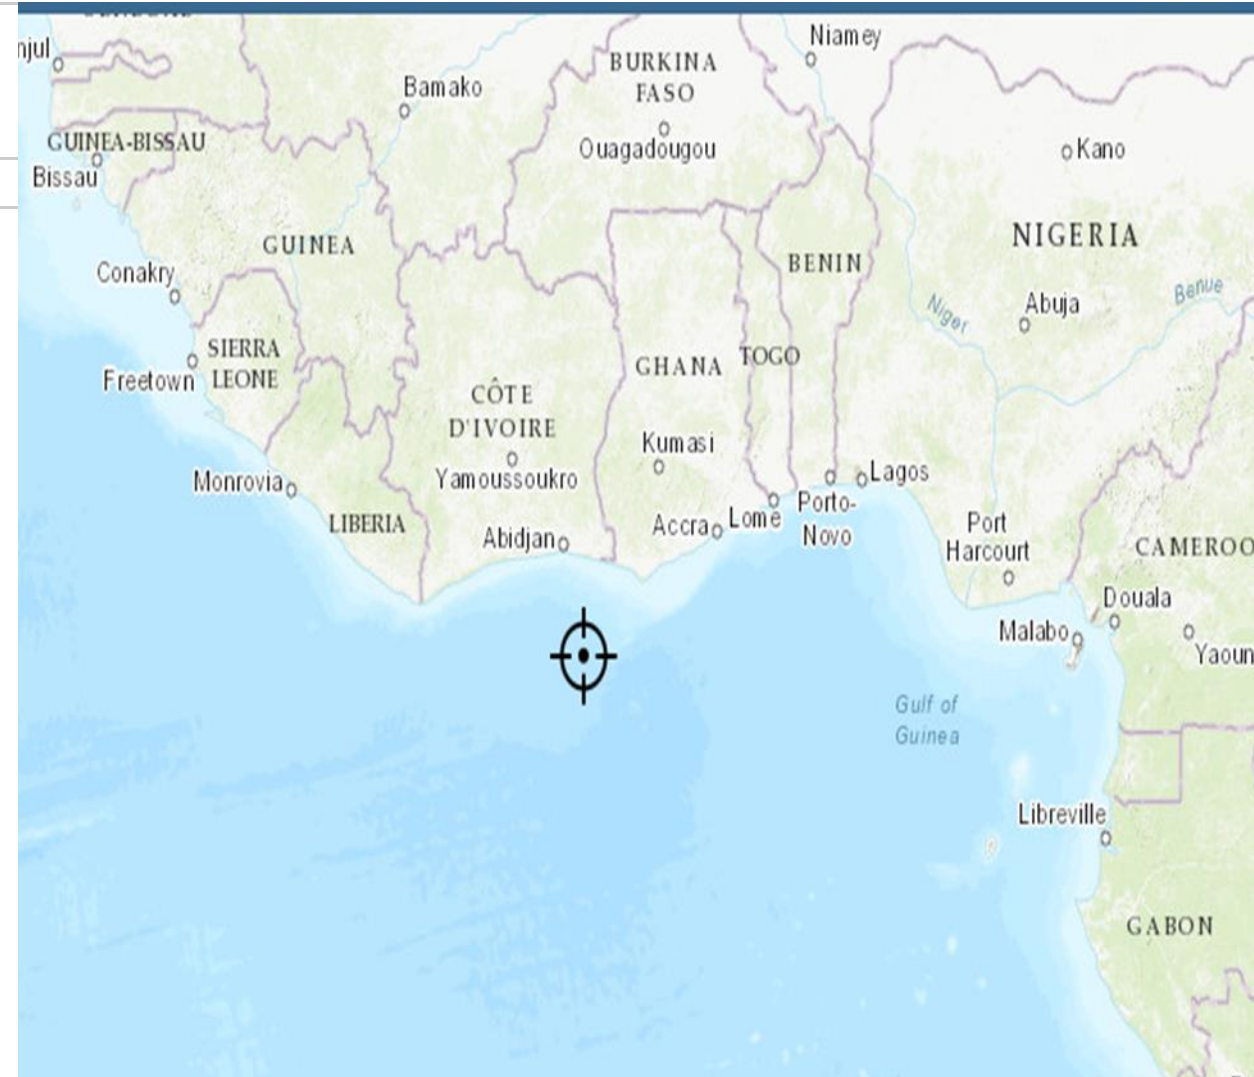 njul
Niamey
BURKINA
FASO
Bamako
Ouagadougou
Kano
GUINEA-BISSAU
Bissau
NIGERIA
GUINEA
BENIN
Conakry
Benue
Abuja
Niger
SIERRA
LEONE
Freetown
GHANA
TOGO
CÔTE
D'IVOIRE
Kumasi
Yamoussoukro
Lagos
Monrovia
Porto-
Novo
Lome
Accra
LIBERIA
Abidjan
Port
Harcourt
CAMEROO
Douala
Malabo
Yaoun
Gulf of
Guinea
Libreville
GABON